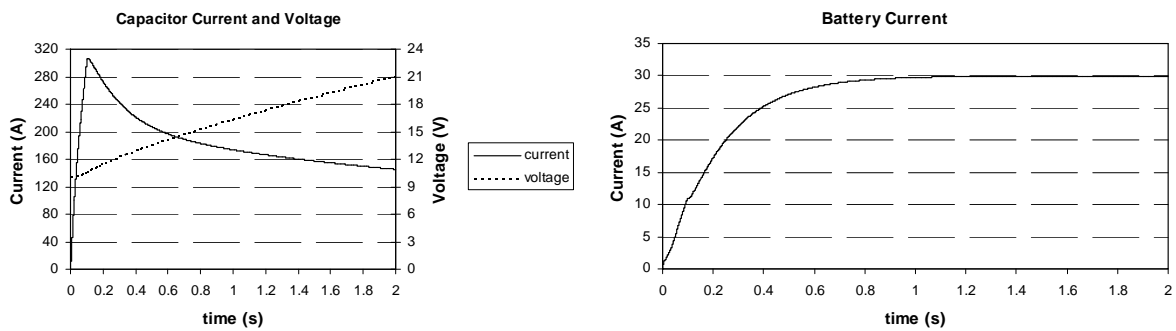 Capacitor Current and Voltage
Current (A)
320
280
240
200
160
120
80
40
0
24
21
18
15
12
9
6
3
0
Voltage (V)
0 0.2 0.4 0.6 0.8 1 1.2 1.4 1.6 1.8 2
time (s)
current
voltage
Battery Current
Current (A)
35
30
25
20
15
10
5
0
0 0.2 0.4 0.6 0.8 1 1.2 1.4 1.6 1.8 2
time (s)